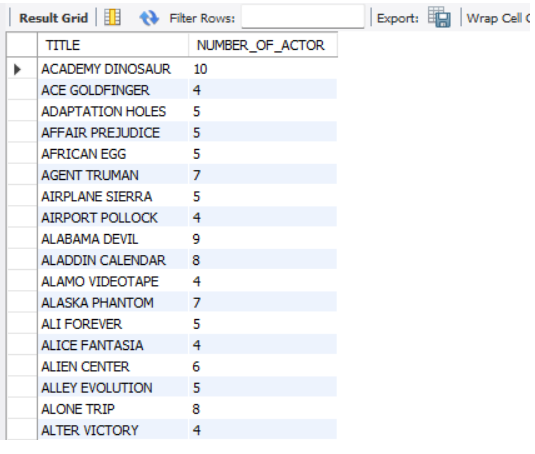 Result Grid Filter Rows: Export: Wrap Cell C
TITLE NUMBER_OF_ACTOR
ACADEMY DINOSAUR 10
ACE GOLDFINGER 4
ADAPTATION HOLES 5
AFFAIR PREJUDICE 5
AFRICAN EGG 5
AGENT TRUMAN 7
AIRPLANE SIERRA 5
AIRPORT POLLOCK 4
ALABAMA DEVIL 9
ALADDIN CALENDAR 8
ALAMO VIDEOTAPE 4
ALASKA PHANTOM 7
ALI FOREVER 5
ALICE FANTASIA 4
ALIEN CENTER 6
ALLEY EVOLUTION 5
ALONE TRIP 8
ALTER VICTORY 4